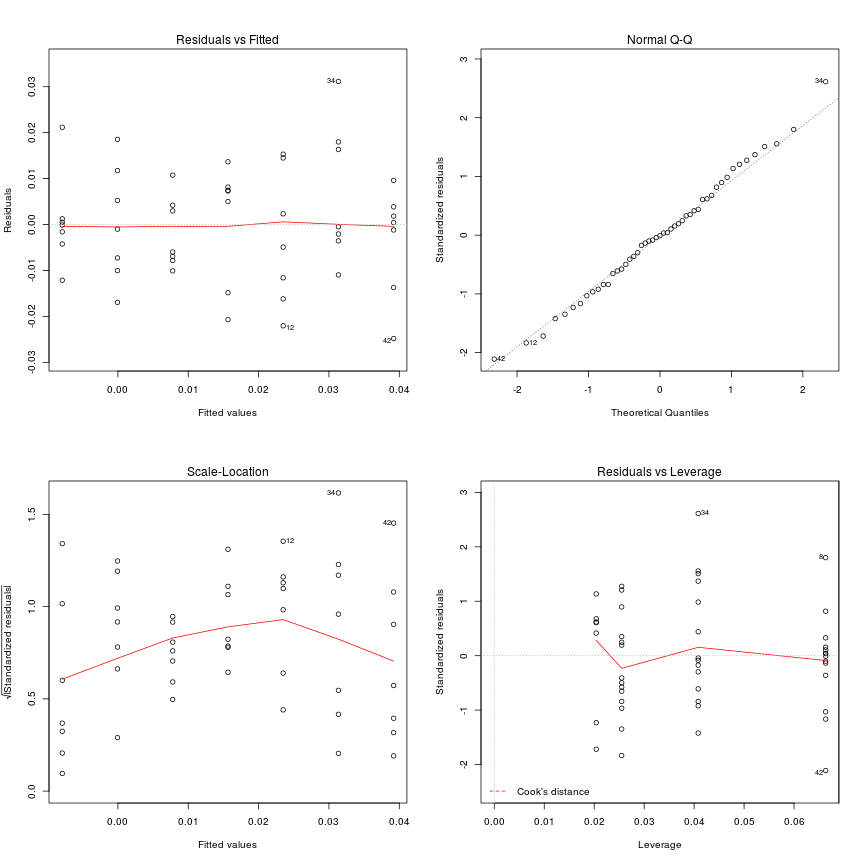 Residuals vs Fitted
Residuals
0.03
0.02
0.01
0.00
-0.01
-0.02
-0.03
34
12
42
0.00 0.01 0.02 0.03 0.04
Fitted values
Normal Q-Q
Standardized residuals
3
2
1
0
-1
-2
34
42
12
-2 -1 0 1 2
Theoretical Quantiles
Scale-Location
√|Standardized residuals|
1.5
1.0
0.5
0.0
34
42
12
0.00 0.01 0.02 0.03 0.04
Fitted values
Residuals vs Leverage
Standardized residuals
3
2
1
0
-1
-2
34
8
42
Cook's distance
0.00 0.01 0.02 0.03 0.04 0.05 0.06
Leverage